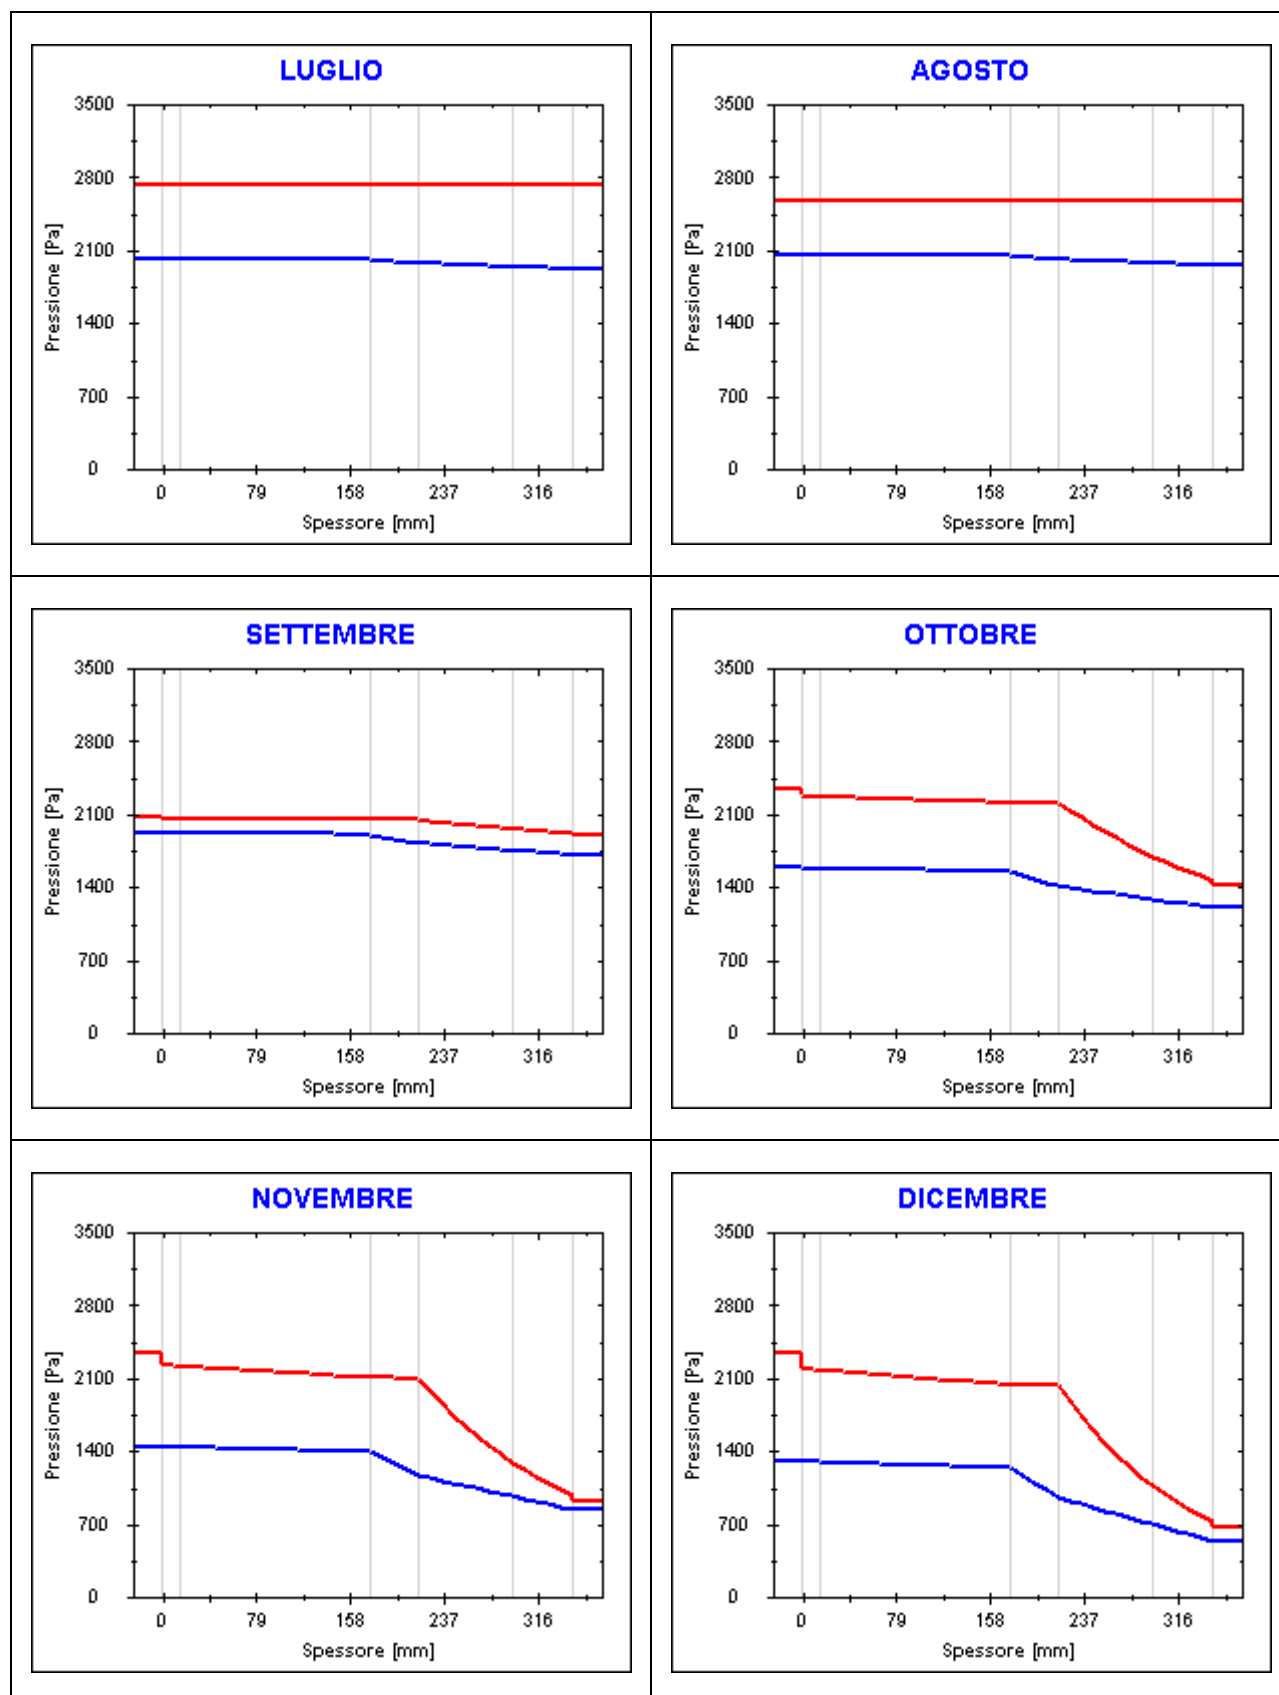 LUGLIO
3500
2800
2100
1400
700
0
Pressione [Pa]
0 79 158 237 316
Spessore [mm]
AGOSTO
3500
2800
2100
1400
700
0
Pressione [Pa]
0 79 158 237 316
Spessore [mm]
SETTEMBRE
3500
2800
2100
1400
700
0
Pressione [Pa]
0 79 158 237 316
Spessore [mm]
OTTOBRE
3500
2800
2100
1400
700
0
Pressione [Pa]
0 79 158 237 316
Spessore [mm]
NOVEMBRE
3500
2800
2100
1400
700
0
Pressione [Pa]
0 79 158 237 316
Spessore [mm]
DICEMBRE
3500
2800
2100
1400
700
0
Pressione [Pa]
0 79 158 237 316
Spessore [mm]